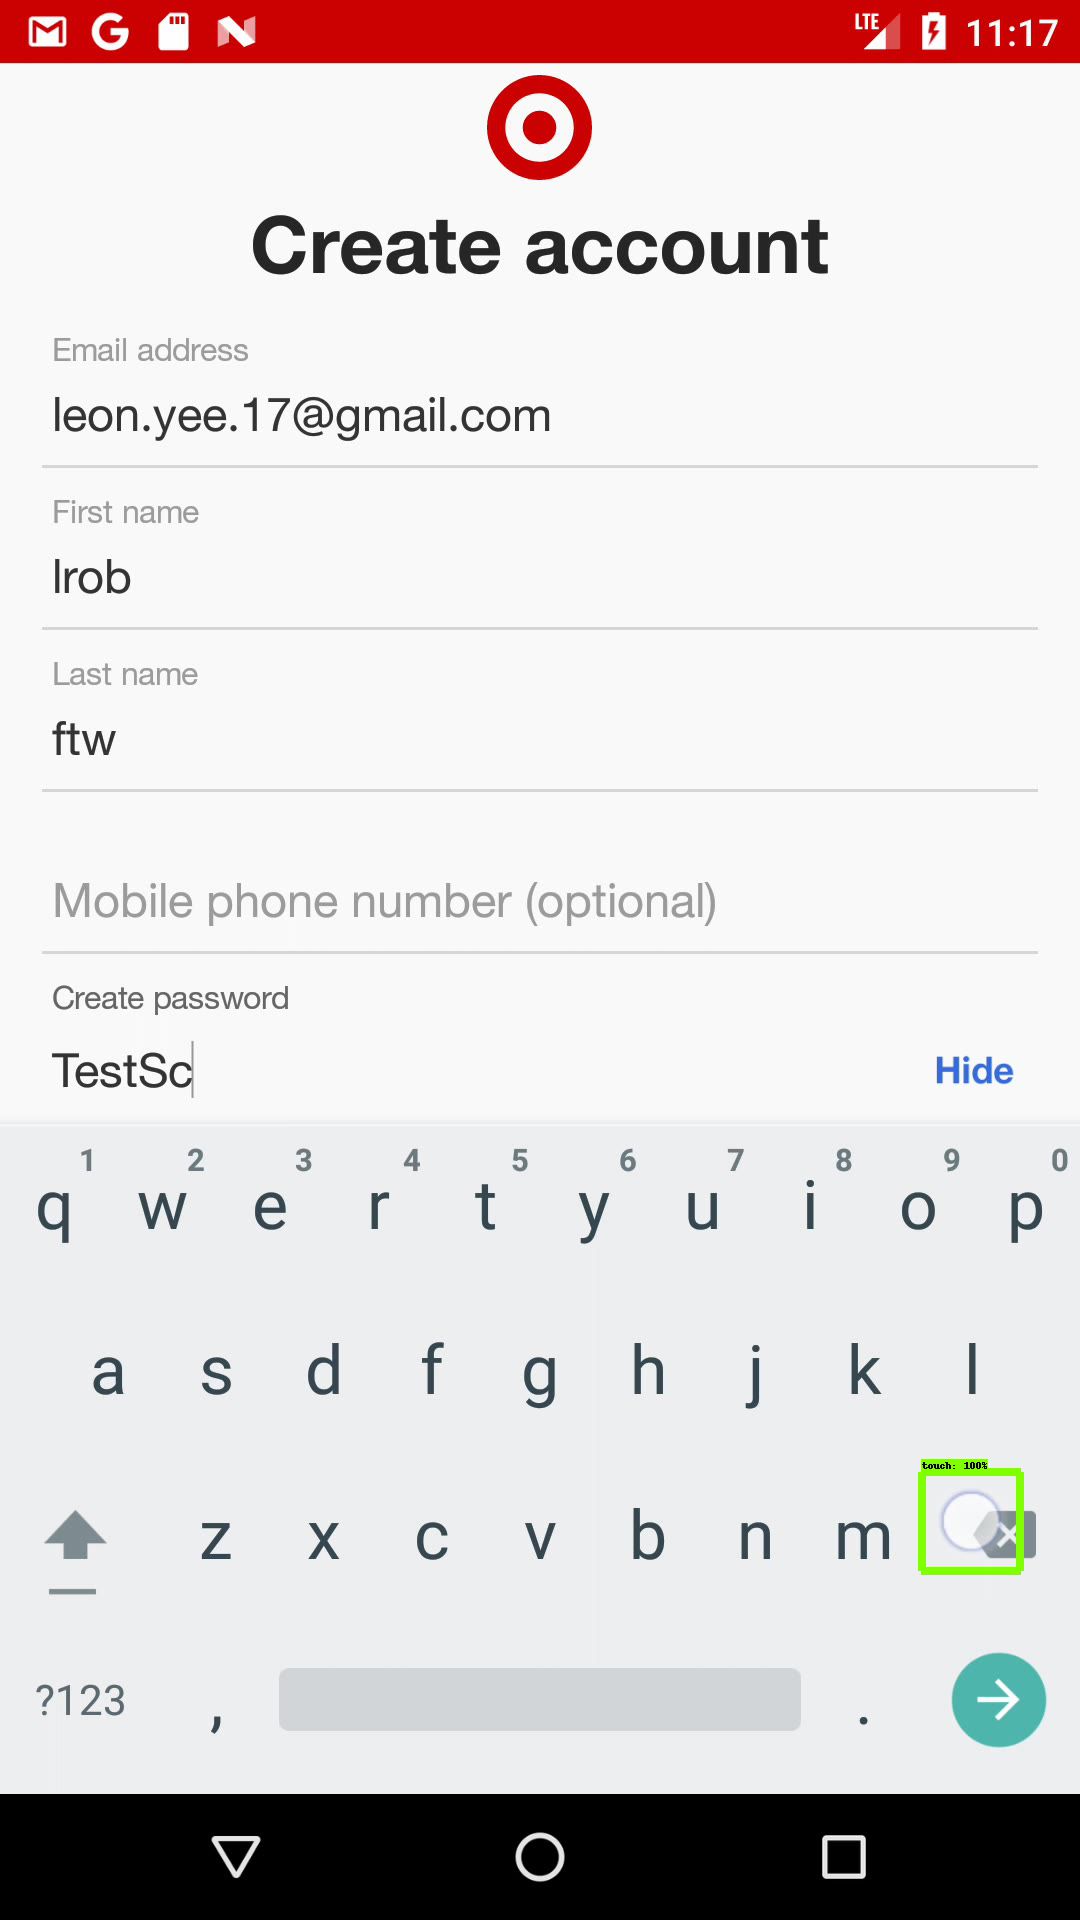 LTE 11:17
Create account
Email address
leon.yee.17@gmail.com
First name
lrob
Last name
ftw
Mobile phone number (optional)
Create password
TestSc Hide
1 2 3 4 5 6 7 8 9 0
q w e r t y u i o p
a s d f g h j k l
touch: 100%
z x c v b n m
?123 , .